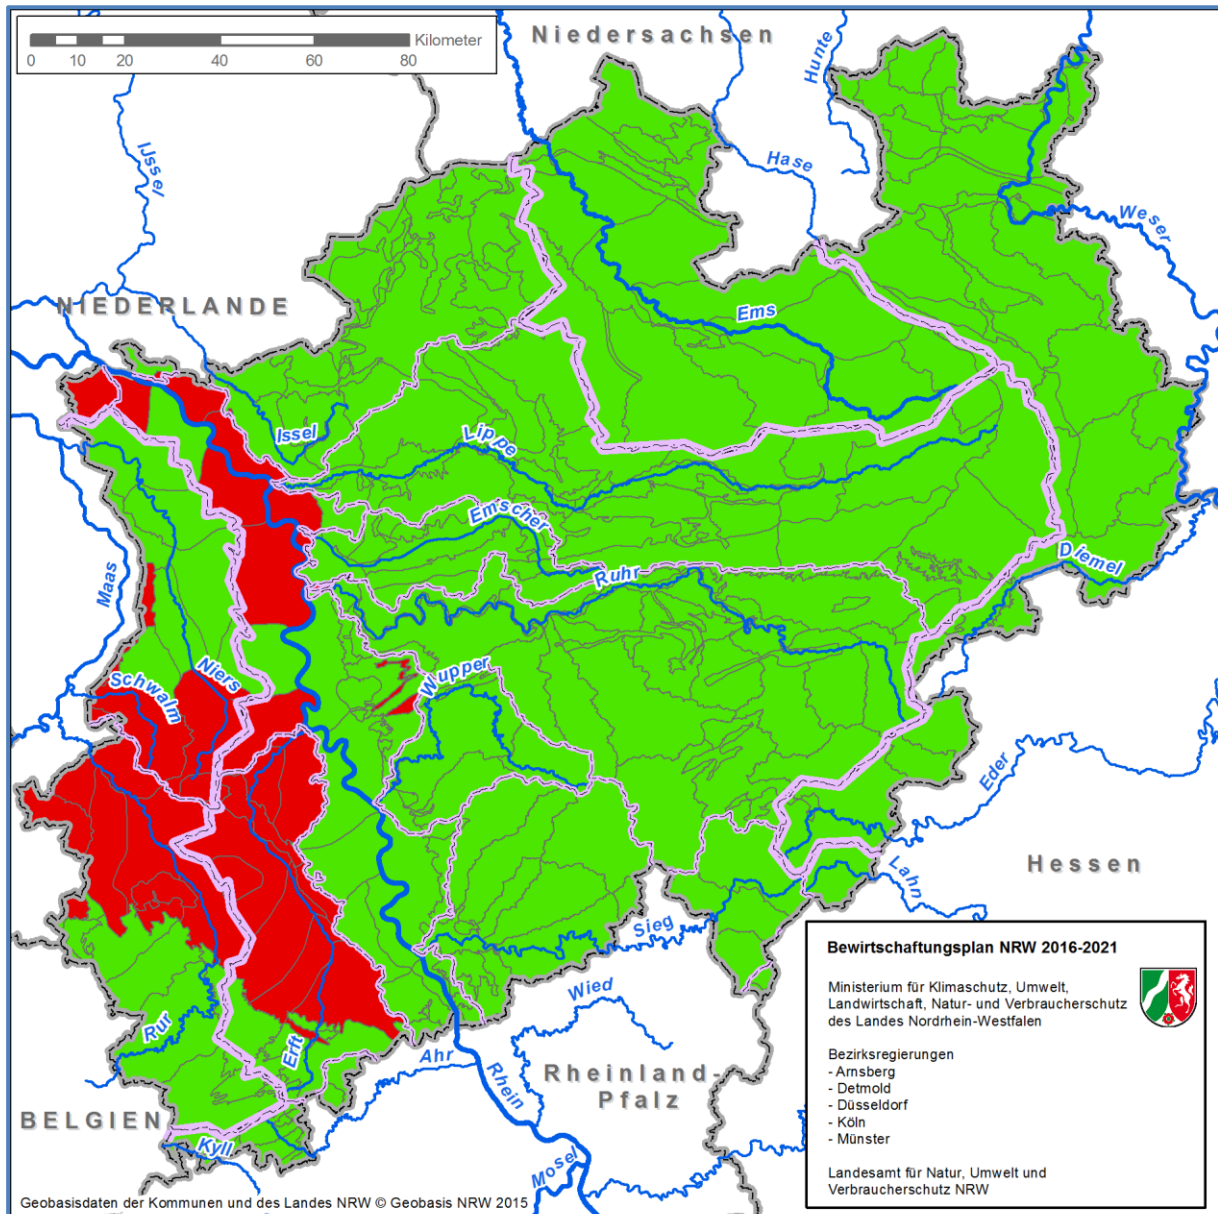 Kilometer
0 10 20 40 60 80
Niedersachsen
Hunte
IJssel
Hase
Weser
NIEDERLANDE
Ems
Issel
Lippe
Emscher
Maas
Ruhr
Diemel
Schwalm
Niers
Wupper
Eder
Hessen
Lahn
Sieg
Wied
Rur
Erft
Ahr
Rhein
Rheinland-
Pfalz
BELGIEN
Kyll
Mosel
Bewirtschaftungsplan NRW 2016-2021
Ministerium für Klimaschutz, Umwelt,
Landwirtschaft, Natur- und Verbraucherschutz
des Landes Nordrhein-Westfalen
Bezirksregierungen
- Arnsberg
- Detmold
- Düsseldorf
- Köln
- Münster
Landesamt für Natur, Umwelt und
Verbraucherschutz NRW
Geobasisdaten der Kommunen und des Landes NRW © Geobasis NRW 2015